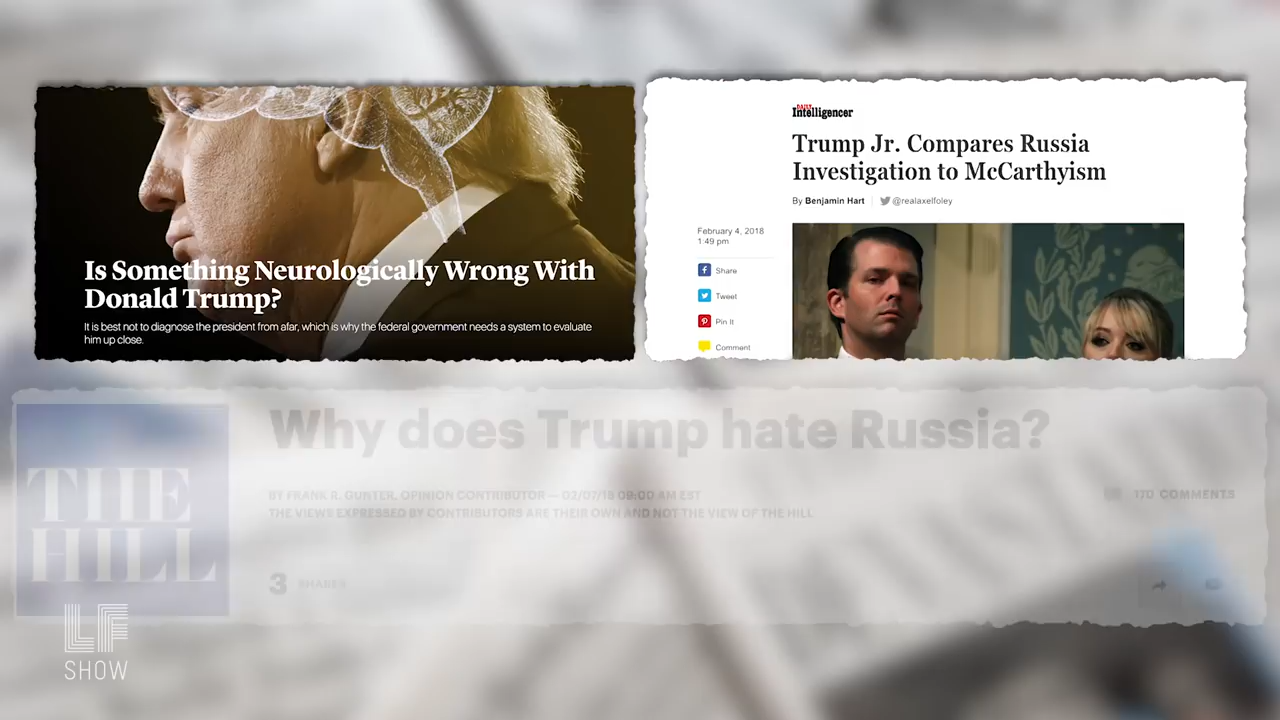 Is Something Neurologically Wrong With
Donald Trump?
It is best not to diagnose the president from afar, which is why the federal government needs a system to evaluate
him up close.
DAILY
Intelligencer
Trump Jr. Compares Russia
Investigation to McCarthyism
By Benjamin Hart
@realaxelfoley
February 4, 2018
1:49 pm
Share
Tweet
Pin It
Comment
THE
HILL
Why does Trump hate Russia?
BY FRANK R. GUNTER, OPINION CONTRIBUTOR — 02/07/18 09:00 AM EST
THE VIEWS EXPRESSED BY CONTRIBUTORS ARE THEIR OWN AND NOT THE VIEW OF THE HILL
170 COMMENTS
3 SHARES
LF
SHOW